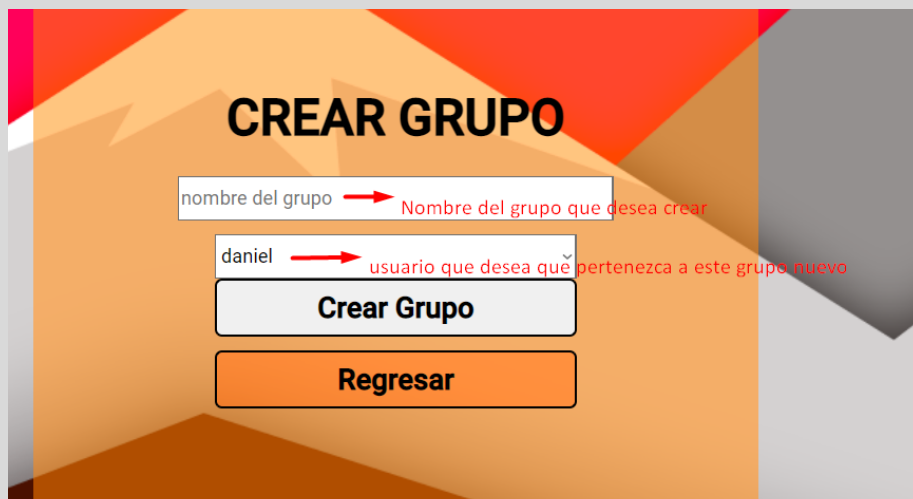 CREAR GRUPO
nombre del grupo
Nombre del grupo que desea crear
daniel
usuario que desea que pertenezca a este grupo nuevo
Crear Grupo
Regresar